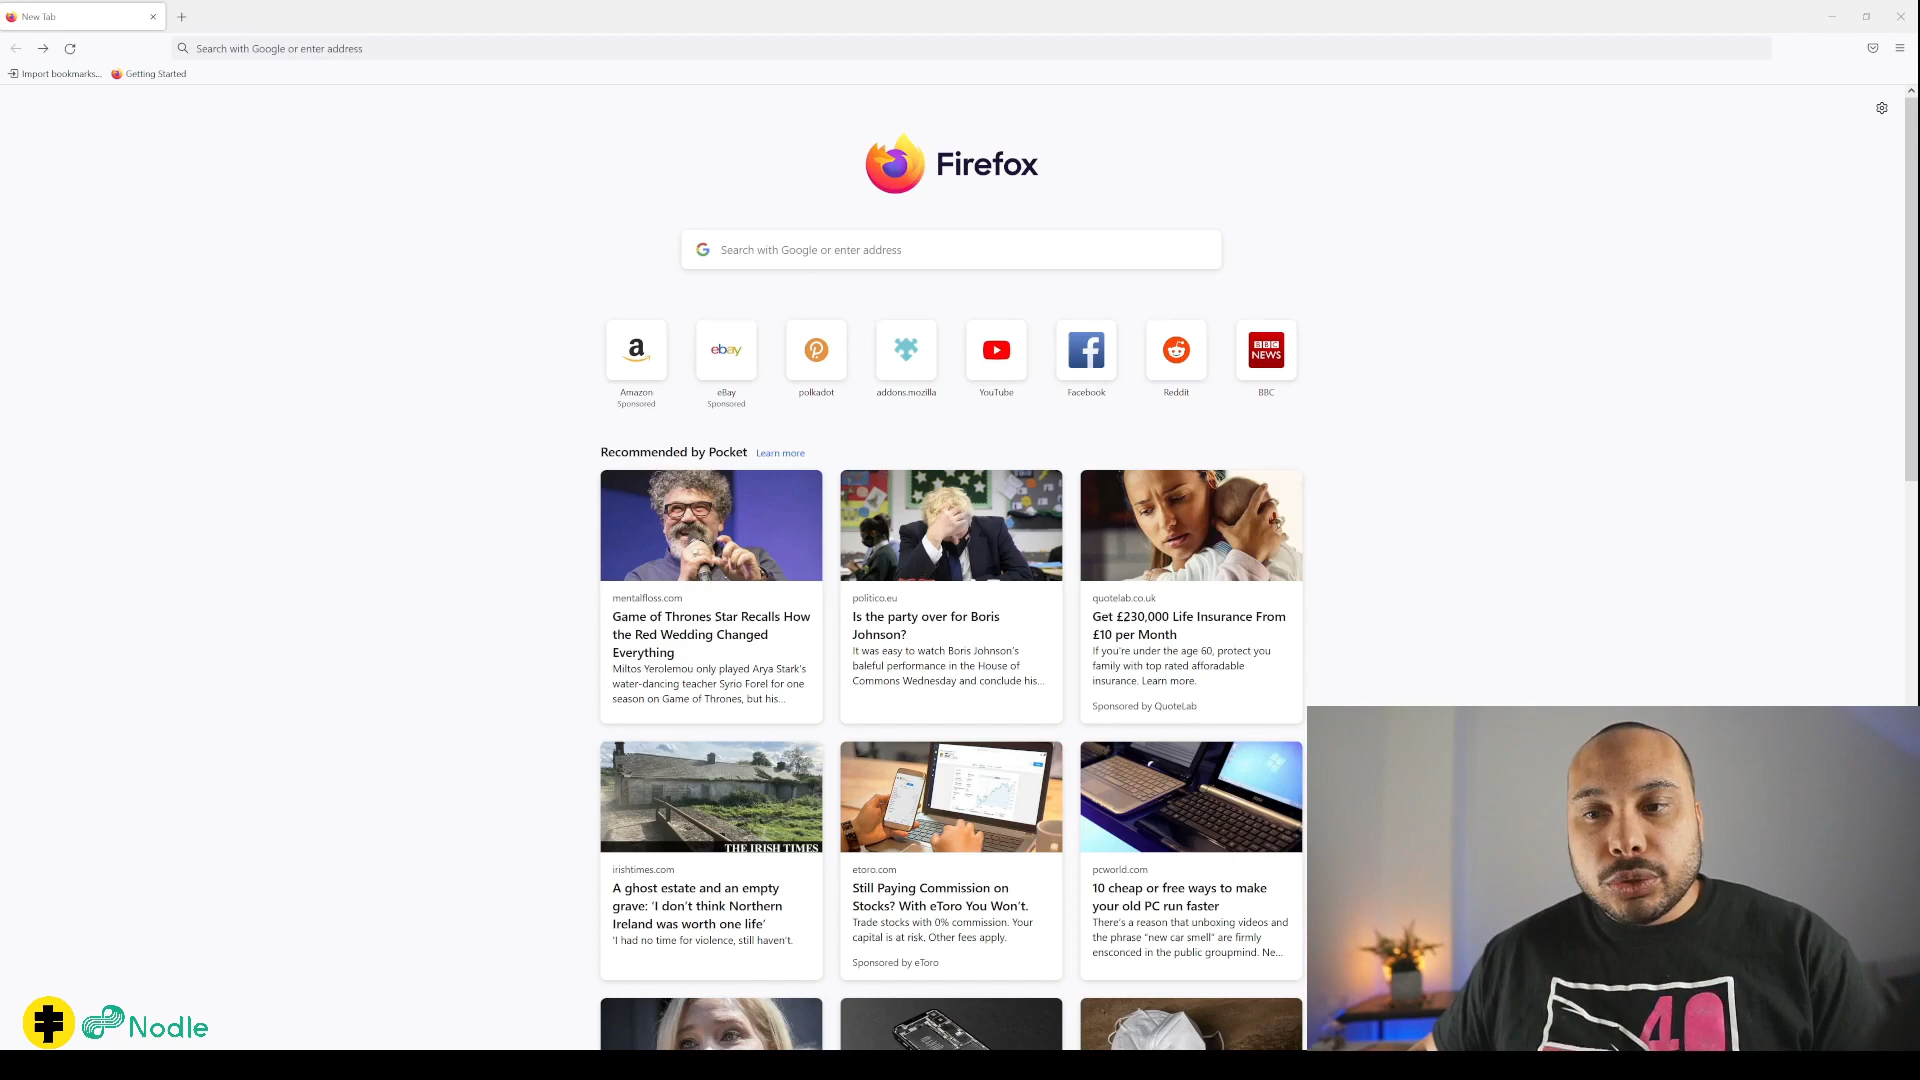 New Tab
Search with Google or enter address
Import bookmarks...
Getting Started
Firefox
Search with Google or enter address
a
ebay
BBC
NEWS
Amazon
Sponsored
eBay
Sponsored
polkadot
addons.mozilla
YouTube
Facebook
Reddit
BBC
Recommended by Pocket Learn more
mentalfloss.com
Game of Thrones Star Recalls How
the Red Wedding Changed
Everything
Miltos Yerolemou only played Arya Stark's
water-dancing teacher Syrio Forel for one
season on Game of Thrones, but his...
politico.eu
Is the party over for Boris
Johnson?
It was easy to watch Boris Johnson's
baleful performance in the House of
Commons Wednesday and conclude his...
quotelab.co.uk
Get £230,000 Life Insurance From
£10 per Month
If you're under the age 60, protect you
family with top rated afforadable
insurance. Learn more.
Sponsored by QuoteLab
THE IRISH TIMES
irishtimes.com
A ghost estate and an empty
grave: ‘I don't think Northern
Ireland was worth one life’
'I had no time for violence, still haven't.
etoro.com
Still Paying Commission on
Stocks? With eToro You Won't.
Trade stocks with 0% commission. Your
capital is at risk. Other fees apply.
Sponsored by eToro
pcworld.com
10 cheap or free ways to make
your old PC run faster
There's a reason that unboxing videos and
the phrase “new car smell” are firmly
ensconced in the public groupmind. Ne...
Nodle
40